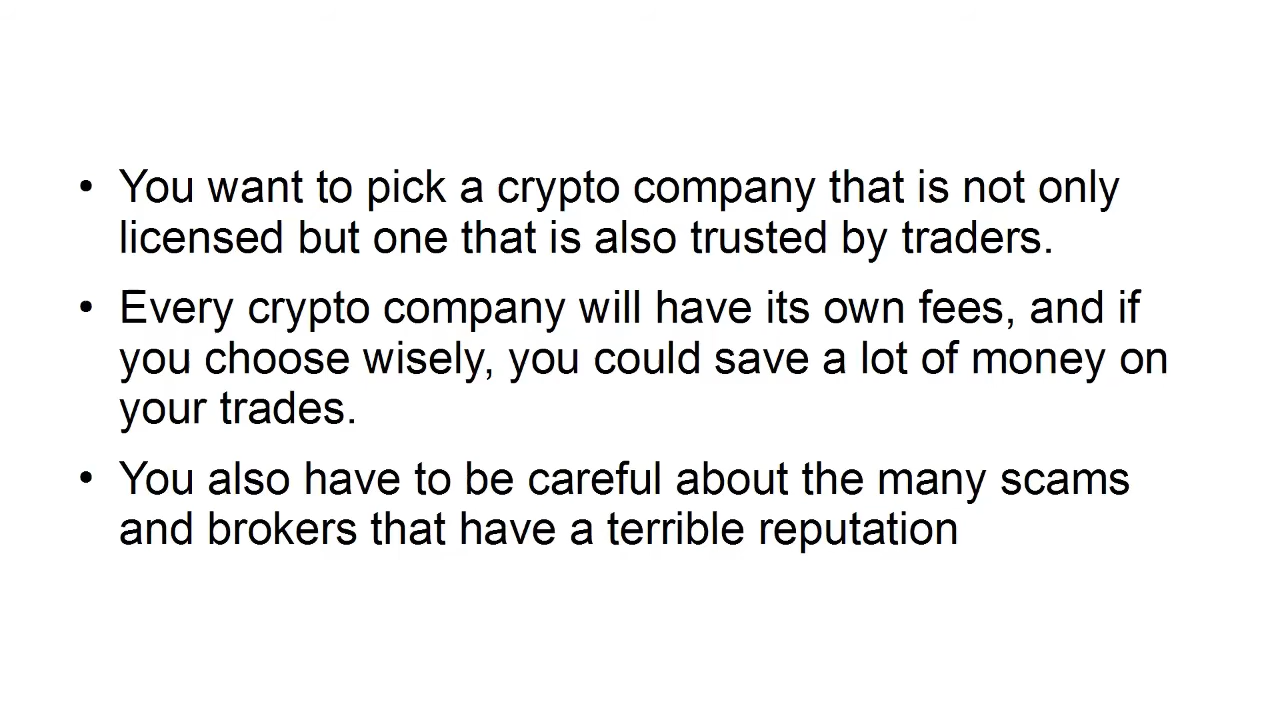 • You want to pick a crypto company that is not only
licensed but one that is also trusted by traders.
• Every crypto company will have its own fees, and if
you choose wisely, you could save a lot of money on
your trades.
• You also have to be careful about the many scams
and brokers that have a terrible reputation